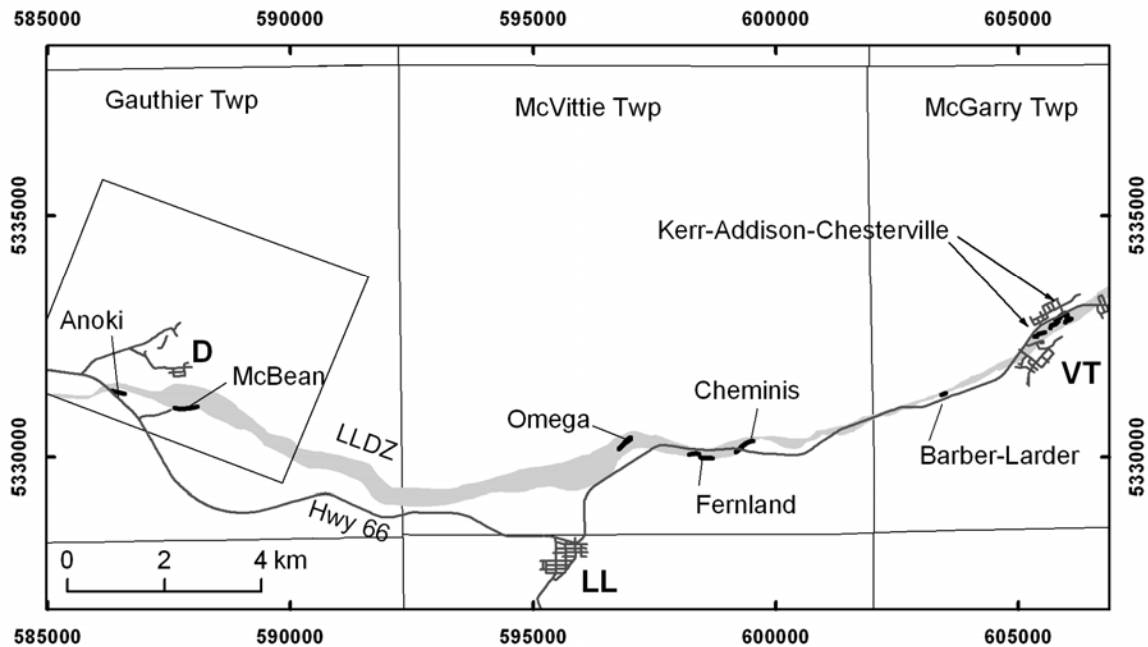 585000 590000 595000 600000 605000
Gauthier Twp
McVittie Twp
McGarry Twp
5335000
5335000
Kerr-Addison-Chesterville
Anoki
D
McBean
VT
Cheminis
Omega
LLDZ
Barber-Larder
5330000
5330000
Fernland
Hwy 66
0 2 4 km
LL
585000 590000 595000 600000 605000